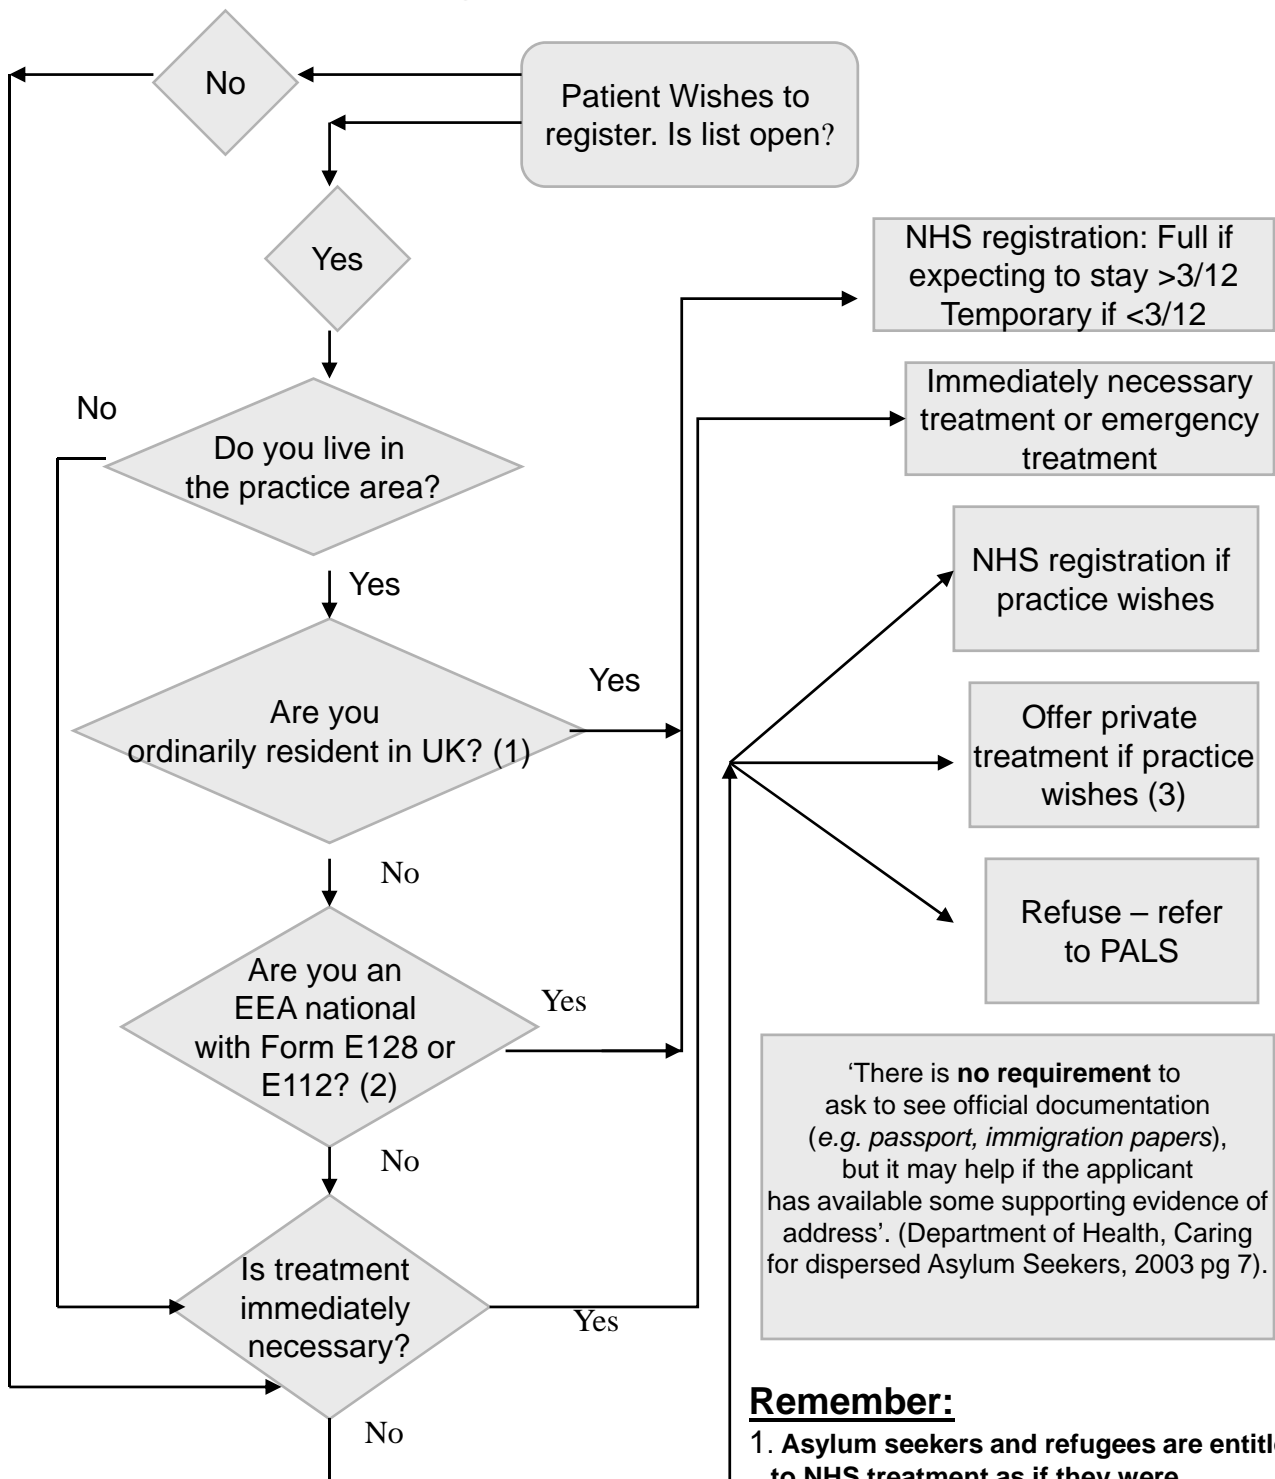 No
Patient Wishes to
register. Is list open?
Yes
NHS registration: Full if
expecting to stay >3/12
Temporary if <3/12
Immediately necessary
treatment or emergency
treatment
No
Do you live in
the practice area?
Yes
NHS registration if
practice wishes
Are you
ordinarily resident in UK? (1)
Yes
Offer private
treatment if practice
wishes (3)
No
Refuse – refer
to PALS
Are you an
EEA national
with Form E128 or
E112? (2)
Yes
No
‘There is no requirement to
ask to see official documentation
(e.g. passport, immigration papers),
but it may help if the applicant
has available some supporting evidence of
address’. (Department of Health, Caring
for dispersed Asylum Seekers, 2003 pg 7).
Is treatment
immediately
necessary?
Yes
No
Remember:
1. Asylum seekers and refugees are
to NHS treatment as if they were